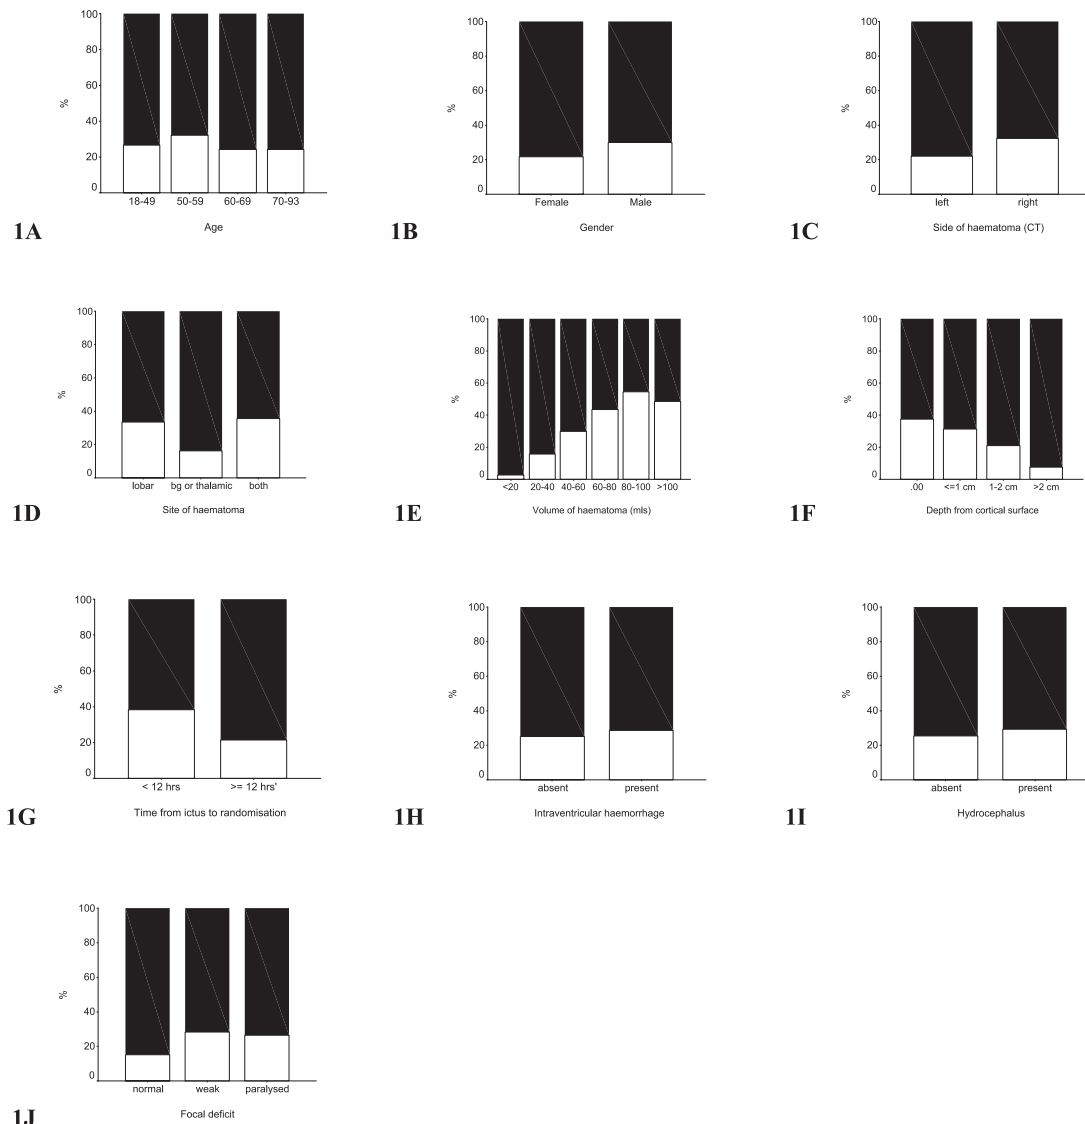 100
80
60
40
20
0
%
18-49 50-59 60-69 70-93
Age
1A
100
80
60
40
20
0
%
Female Male
Gender
1B
100
80
60
40
20
0
%
left right
Side of haematoma (CT)
1C
100
80
60
40
20
0
%
lobar bg or thalamic both
Site of haematoma
1D
100
80
60
40
20
0
%
<20 20-40 40-60 60-80 80-100 >100
Volume of haematoma (mls)
1E
100
80
60
40
20
0
%
.00 <=1 cm 1-2 cm >2 cm
Depth from cortical surface
1F
100
80
60
40
20
0
%
< 12 hrs >= 12 hrs'
Time from ictus to randomisation
1G
100
80
60
40
20
0
%
absent present
Intraventricular haemorrhage
1H
100
80
60
40
20
0
%
absent present
Hydrocephalus
1I
100
80
60
40
20
0
%
normal weak paralysed
Focal deficit
1J